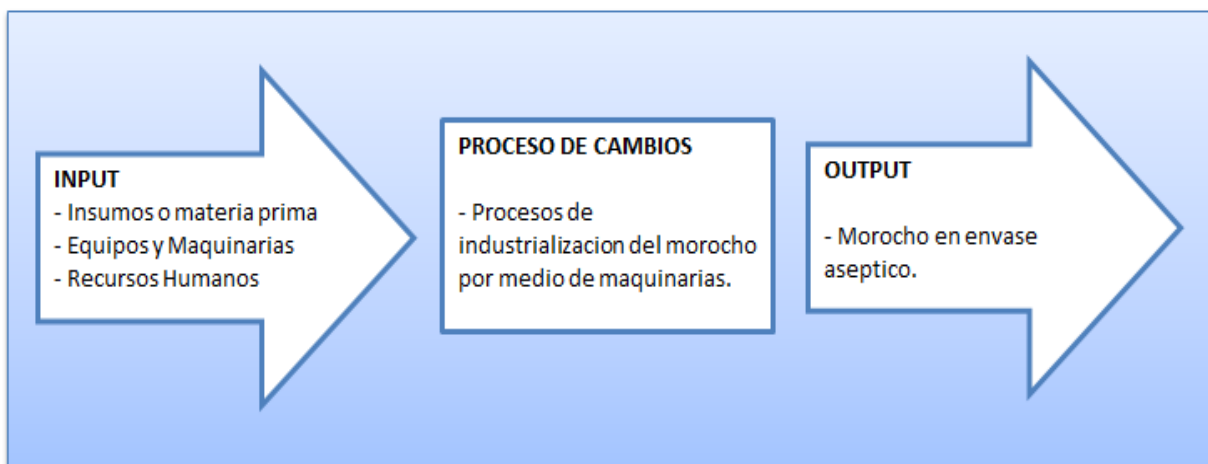 INPUT
- Insumos o materia prima
- Equipos y Maquinarias
- Recursos Humanos
PROCESO DE CAMBIOS
- Procesos de
industrializacion del morocho
por medio de maquinarias.
OUTPUT
- Morocho en envase
aseptico.